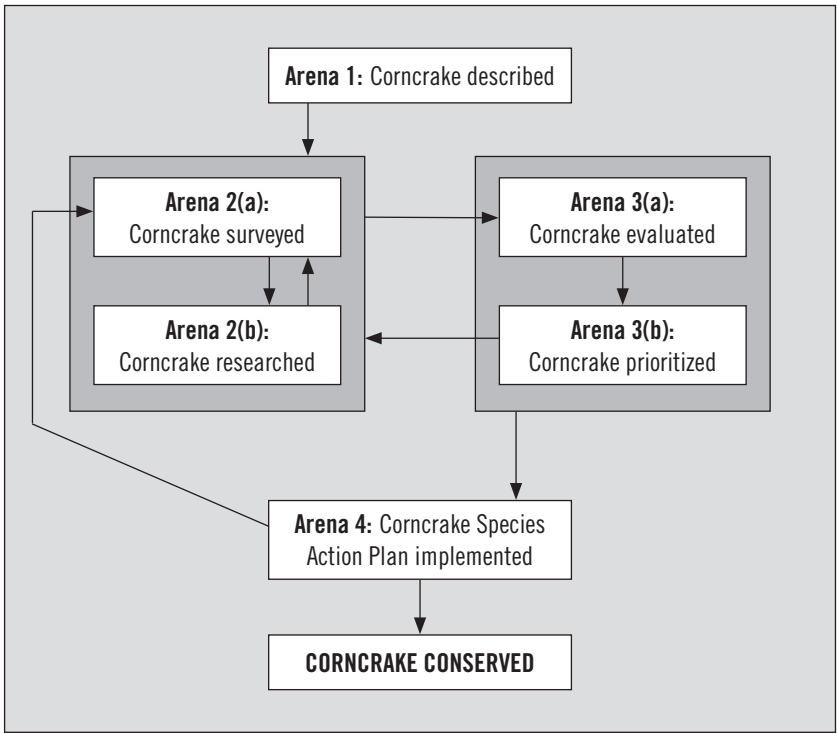 Arena 1: Corncrake described
Arena 2(a):
Corncrake surveyed
Arena 3(a):
Corncrake evaluated
Arena 2(b):
Corncrake researched
Arena 3(b):
Corncrake prioritized
Arena 4: Corncrake Species
Action Plan implemented
CORNCRAKE CONSERVED